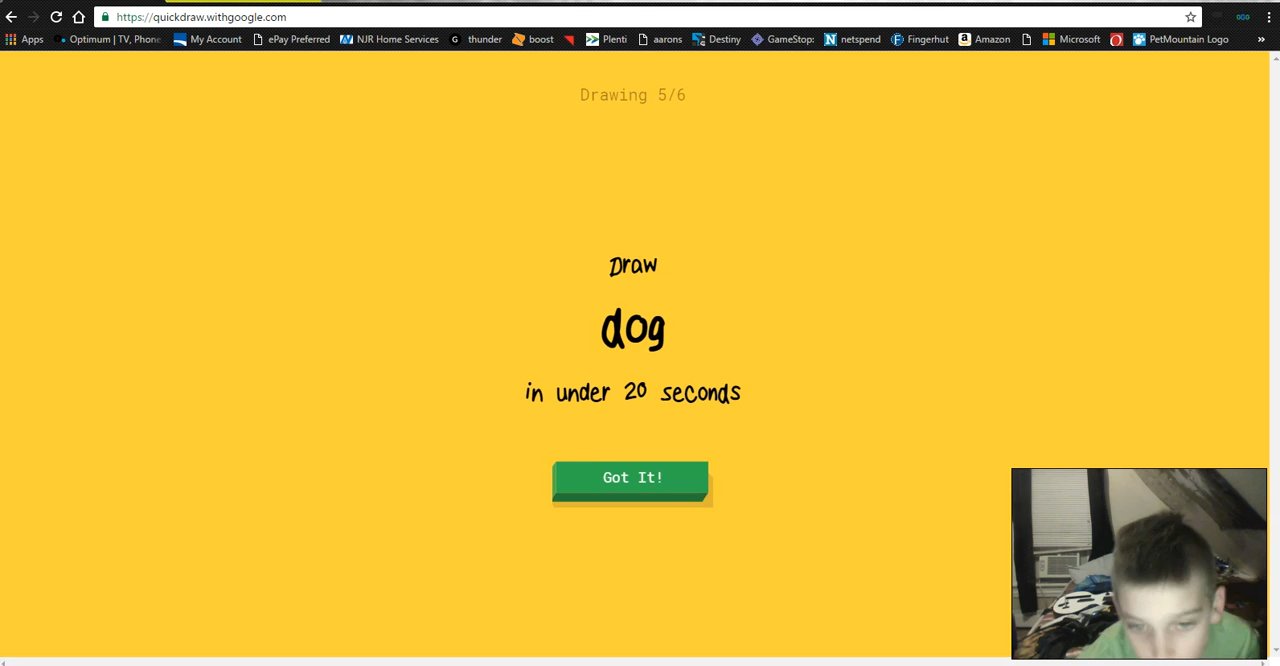 https://quickdraw.withgoogle.com
Apps Optimum | TV, Phone My Account ePay Preferred NJR Home Services thunder boost Plenti aarons Destiny GameStop: netspend Fingerhut Amazon Microsoft PetMountain Logo »
Drawing 5/6
Draw
dog
in under 20 seconds
Got It!